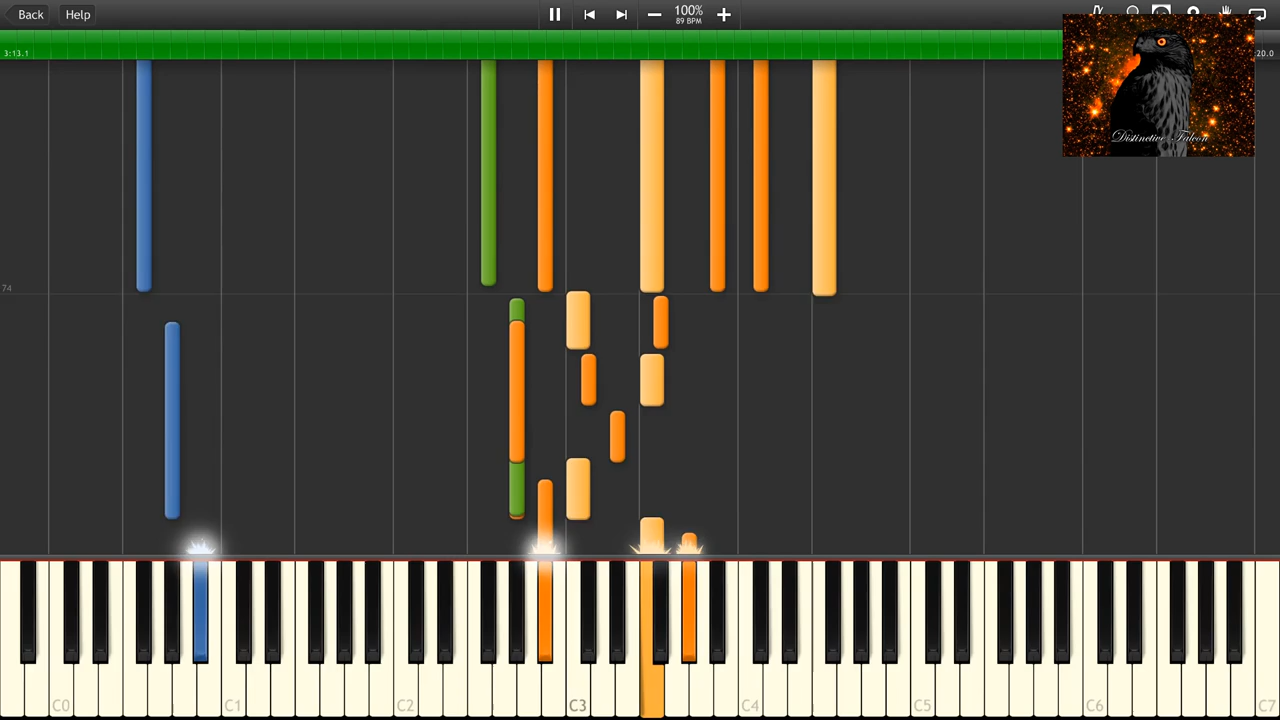 Back Help 100%
89 BPM
3:13.1 20.0
Distinctive Falcon
74
C0 C1 C2 C3 C4 C5 C6 C7